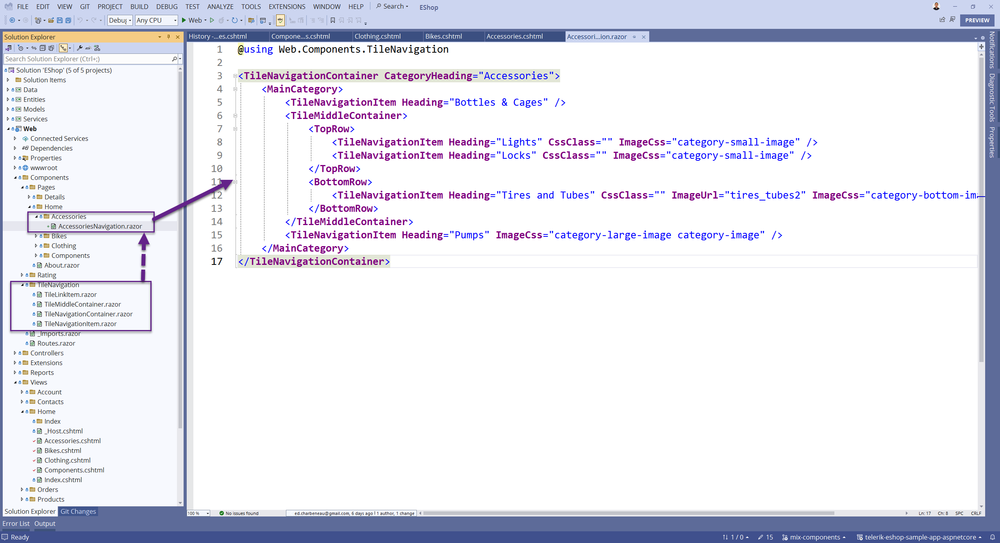 FILE EDIT VIEW GIT PROJECT BUILD DEBUG TEST ANALYZE TOOLS EXTENSIONS WINDOW HELP Search EShop
Debug Any CPU Web PREVIEW
Solution Explorer
Search Solution Explorer (Ctrl+;)
Solution 'EShop' (5 of 5 projects)
Solution Items
Data
Entities
Models
Services
Web
Connected Services
Dependencies
Properties
wwwroot
Components
Pages
Details
Home
Accessories
AccessoriesNavigation.razor
Bikes
Clothing
Components
About.razor
Rating
TileNavigation
TileLinkItem.razor
TileMiddleContainer.razor
TileNavigationContainer.razor
TileNavigationItem.razor
_Imports.razor
Routes.razor
Controllers
Extensions
Reports
Views
Account
Contacts
Home
Index
_Host.cshtml
Accessories.cshtml
Bikes.cshtml
Clothing.cshtml
Components.cshtml
Index.cshtml
Orders
Products
Solution Explorer Git Changes
History -...es.cshtml Compone...s.cshtml Clothing.cshtml Bikes.cshtml Accessories.cshtml Accessori...ion.razor
1 @using Web.Components.TileNavigation
2
3 <TileNavigationContainer CategoryHeading="Accessories">
4 <MainCategory>
5 <TileNavigationItem Heading="Bottles & Cages" />
6 <TileMiddleContainer>
7 <TopRow>
8 <TileNavigationItem Heading="Lights" CssClass="" ImageCss="category-small-image" />
9 <TileNavigationItem Heading="Locks" CssClass="" ImageCss="category-small-image" />
10 </TopRow>
11 <BottomRow>
12 <TileNavigationItem Heading="Tires and Tubes" CssClass="" ImageUrl="tires_tubes2" ImageCss="category-bottom-ima
13 </BottomRow>
14 </TileMiddleContainer>
15 <TileNavigationItem Heading="Pumps" ImageCss="category-large-image category-image" />
16 </MainCategory>
17 </TileNavigationContainer>
Notifications
Diagnostic Tools
Properties
100 % No issues found ed.charbeneau@gmail.com, 6 days ago | 1 author, 1 change Ln: 17 Ch: 8 SPC CRLF
Error List Output
Ready 1 / 0 15 mix-components telerik-eshop-sample-app-aspnetcore